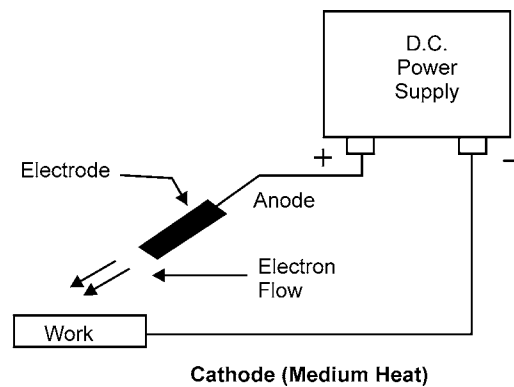 D.C.
Power
Supply
+
−
Electrode
Anode
Electron
Flow
Work
Cathode (Medium Heat)